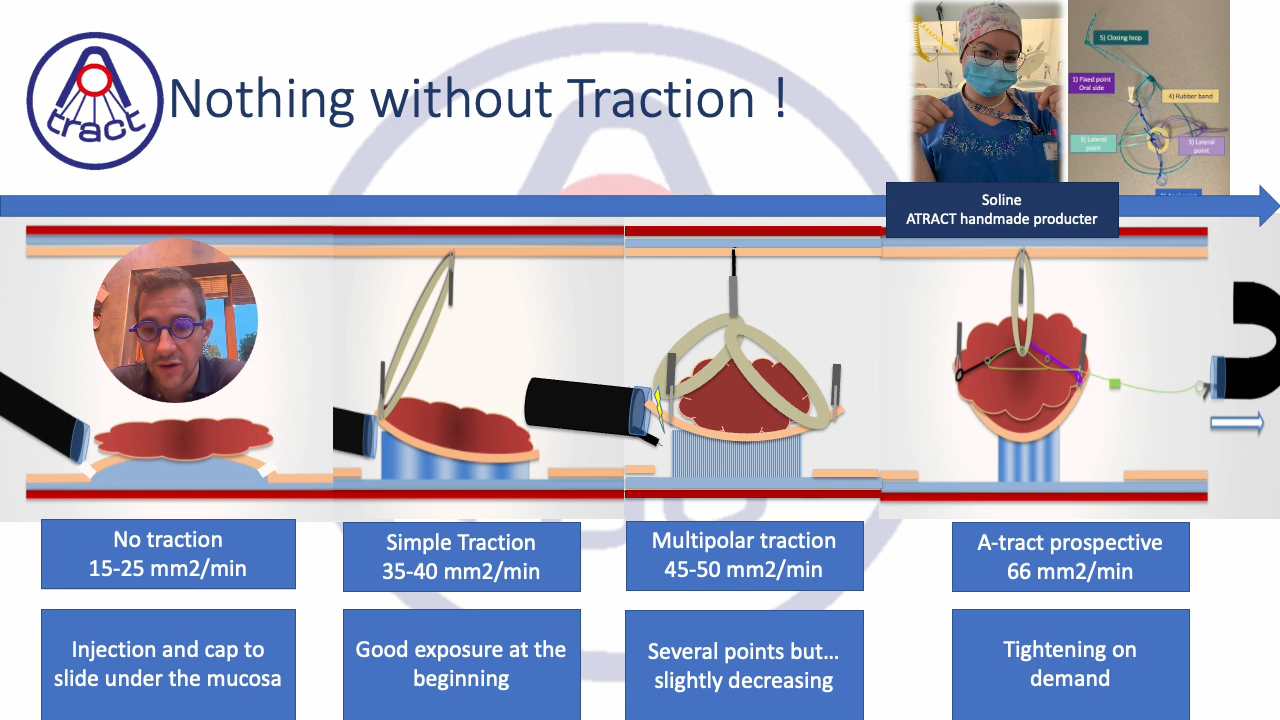 tract
Nothing without Traction !
5) Closing loop
1) Fixed point
Oral side
4) Rubber band
3) Lateral
point
3) Lateral
point
Soline
ATRACT handmade producter
No traction
15-25 mm2/min
Simple Traction
35-40 mm2/min
Multipolar traction
45-50 mm2/min
A-tract prospective
66 mm2/min
Injection and cap to
slide under the mucosa
Good exposure at the
beginning
Several points but...
slightly decreasing
Tightening on
demand